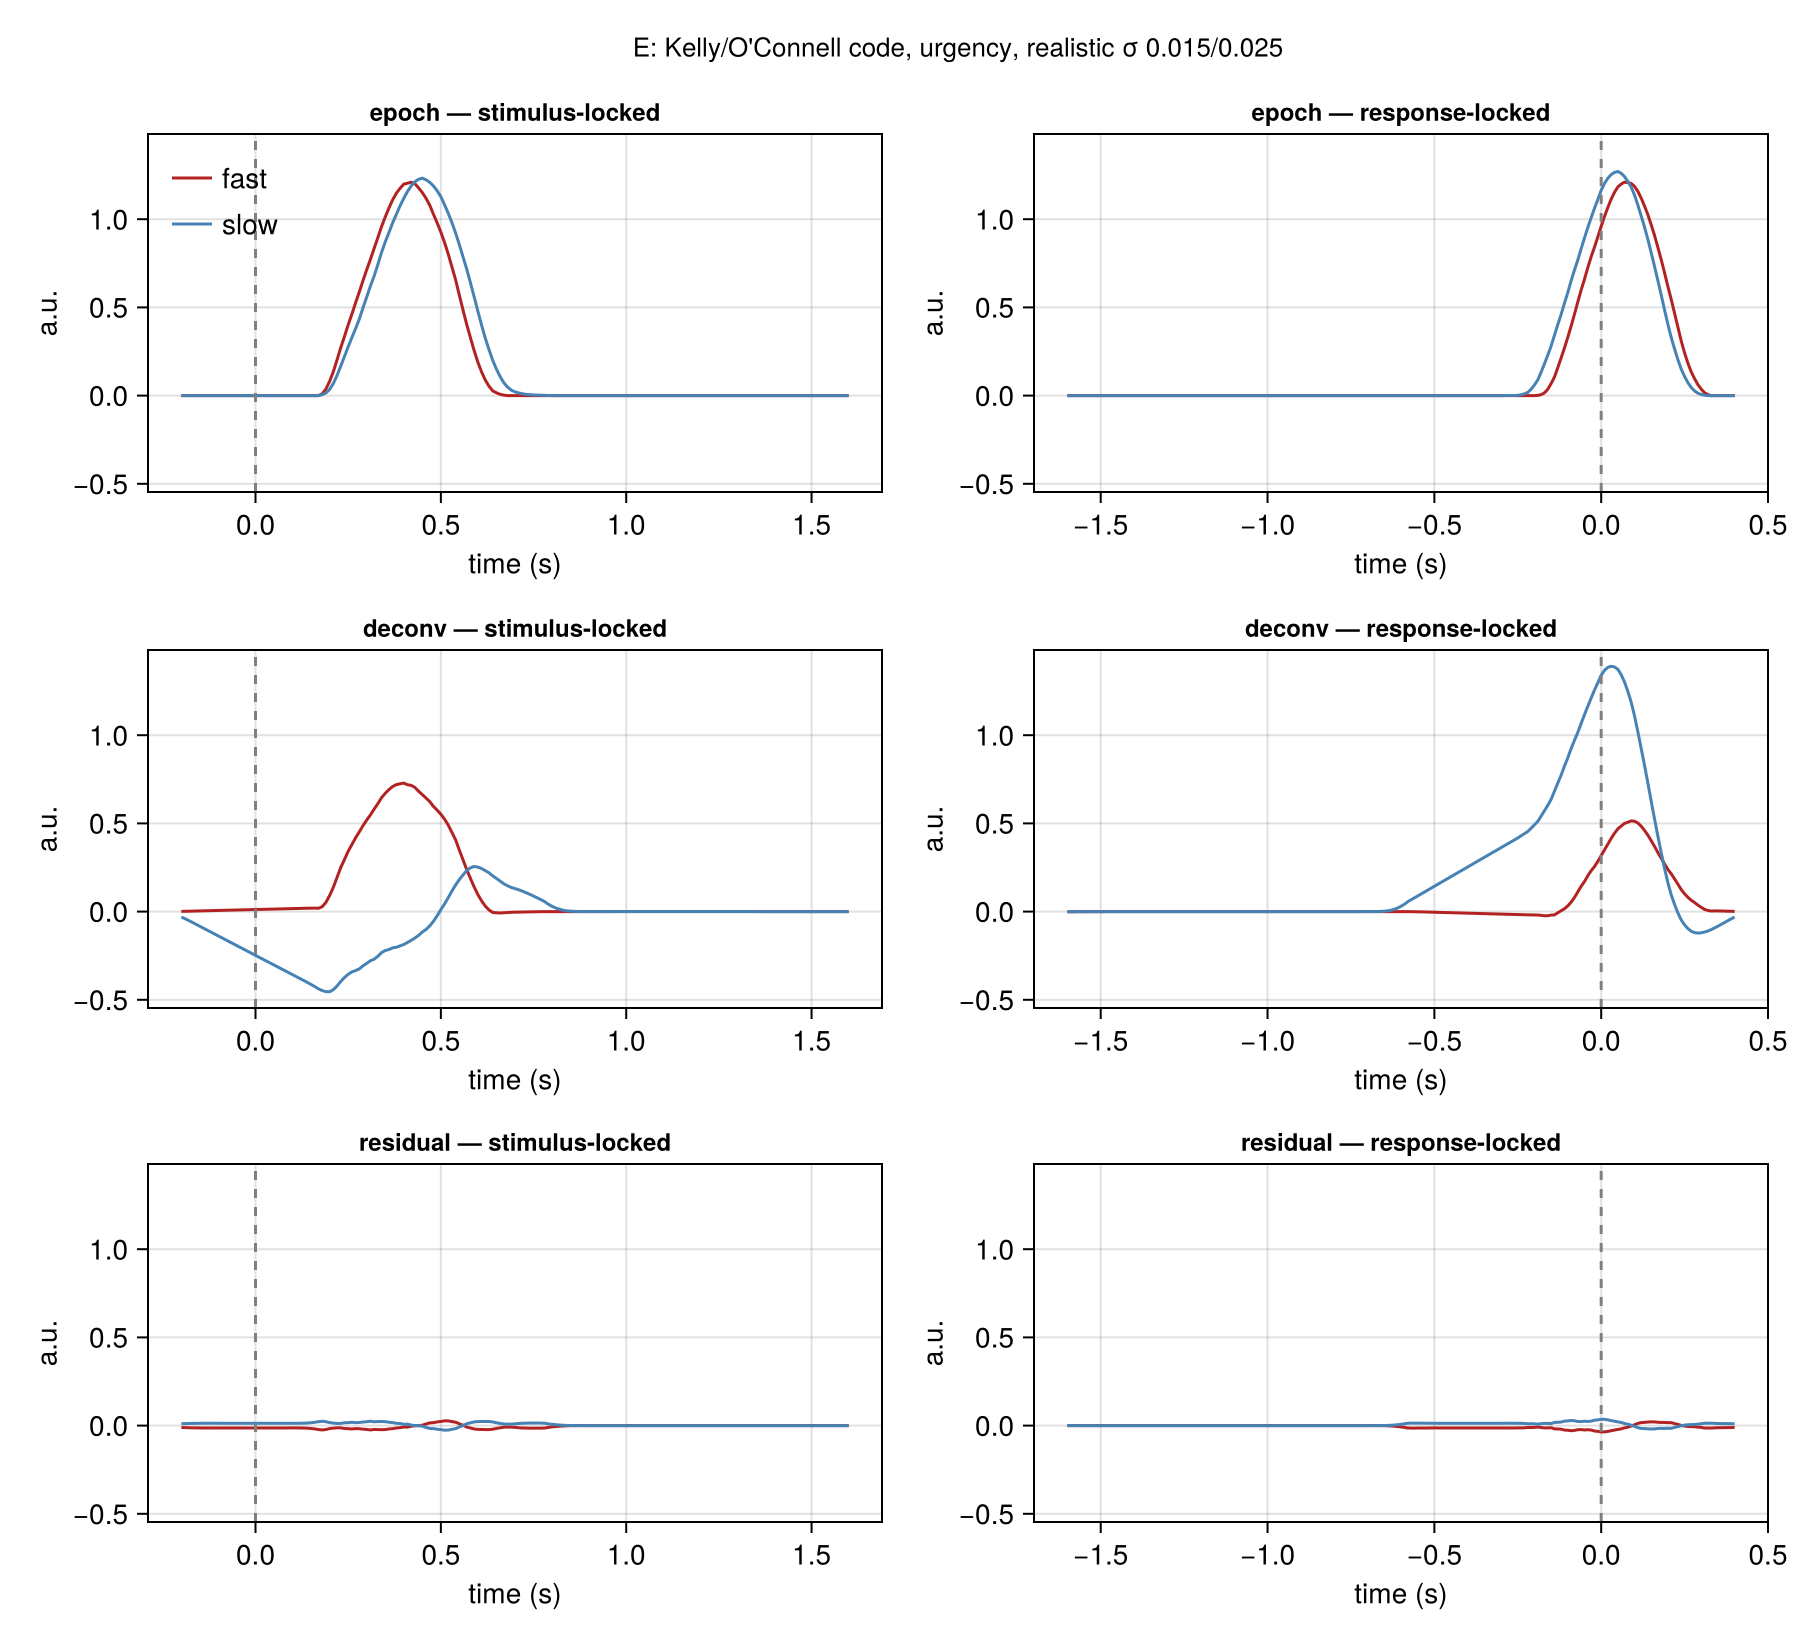 E: Kelly/O'Connell code, urgency, realistic σ 0.015/0.025
epoch — stimulus-locked
fast
slow
1.0
0.5
0.0
−0.5
a.u.
0.0 0.5 1.0 1.5
time (s)
epoch — response-locked
1.0
0.5
0.0
−0.5
a.u.
−1.5 −1.0 −0.5 0.0 0.5
time (s)
deconv — stimulus-locked
1.0
0.5
0.0
−0.5
a.u.
0.0 0.5 1.0 1.5
time (s)
deconv — response-locked
1.0
0.5
0.0
−0.5
a.u.
−1.5 −1.0 −0.5 0.0 0.5
time (s)
residual — stimulus-locked
1.0
0.5
0.0
−0.5
a.u.
0.0 0.5 1.0 1.5
time (s)
residual — response-locked
1.0
0.5
0.0
−0.5
a.u.
−1.5 −1.0 −0.5 0.0 0.5
time (s)